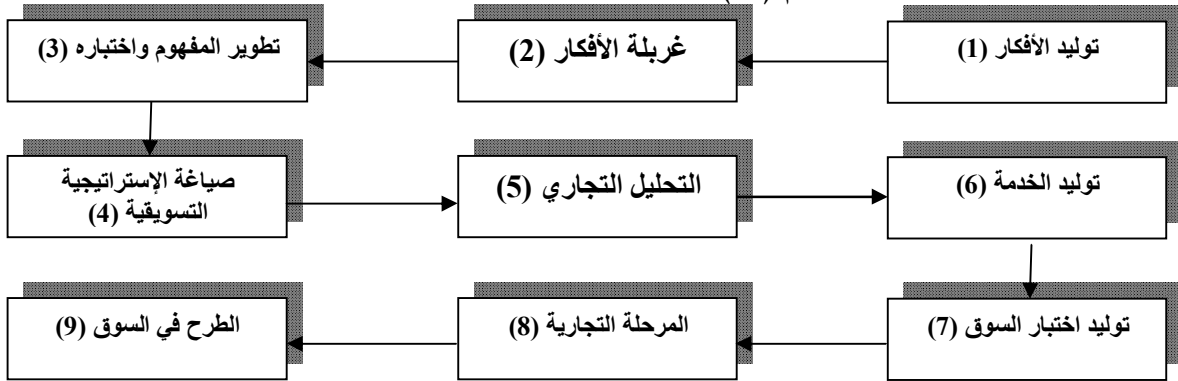 توليد الأفكار (1)
غربلة الأفكار (2)
تطوير المفهوم واختباره (3)
صياغة الإستراتيجية
التسويقية (4)
التحليل التجاري (5)
توليد الخدمة (6)
توليد اختبار السوق (7)
المرحلة التجارية (8)
الطرح في السوق (9)